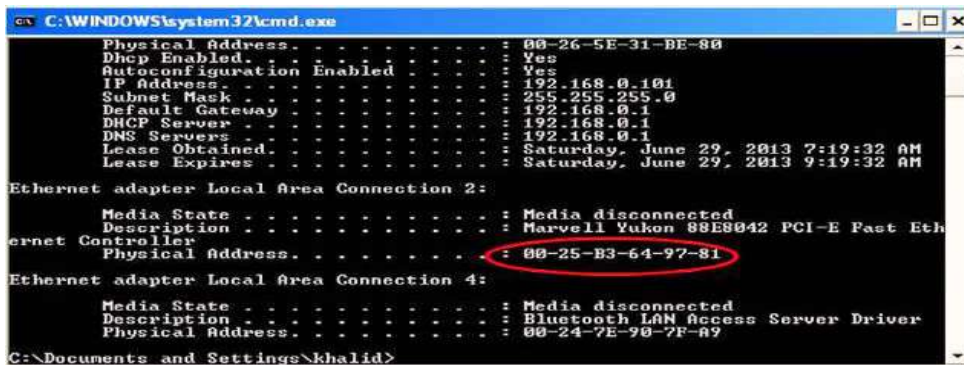 C:\WINDOWS\system32\cmd.exe
Physical Address. . . . . . . . . : 00-26-5E-31-BE-80
Dhcp Enabled. . . . . . . . . . . : Yes
Autoconfiguration Enabled . . . . : Yes
IP Address. . . . . . . . . . . . : 192.168.0.101
Subnet Mask . . . . . . . . . . . : 255.255.255.0
Default Gateway . . . . . . . . . : 192.168.0.1
DHCP Server . . . . . . . . . . . : 192.168.0.1
DNS Servers . . . . . . . . . . . : 192.168.0.1
Lease Obtained. . . . . . . . . . : Saturday, June 29, 2013 7:19:32 AM
Lease Expires . . . . . . . . . . : Saturday, June 29, 2013 9:19:32 AM
Ethernet adapter Local Area Connection 2:
Media State . . . . . . . . . . . : Media disconnected
Description . . . . . . . . . . . : Marvell Yukon 88E8042 PCI-E Fast Eth
ernet Controller
Physical Address. . . . . . . . . : 00-25-B3-64-97-81
Ethernet adapter Local Area Connection 4:
Media State . . . . . . . . . . . : Media disconnected
Description . . . . . . . . . . . : Bluetooth LAN Access Server Driver
Physical Address. . . . . . . . . : 00-24-7E-90-7F-A9
C:\Documents and Settings\khalid>